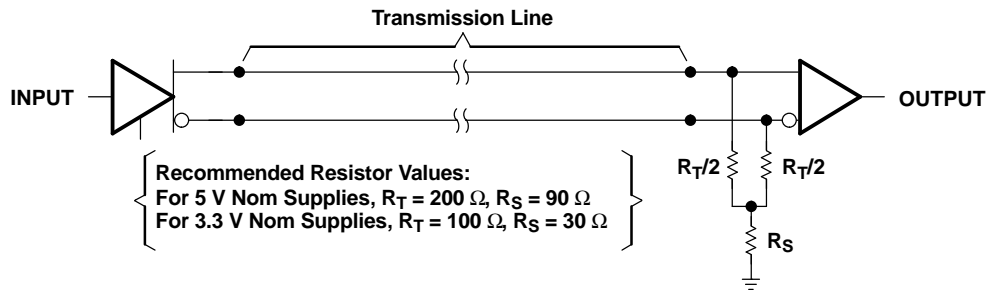 Transmission Line
INPUT
OUTPUT
Recommended Resistor Values:
For 5 V Nom Supplies, RT = 200 Ω, RS = 90 Ω
For 3.3 V Nom Supplies, RT = 100 Ω, RS = 30 Ω
RT/2
RT/2
RS